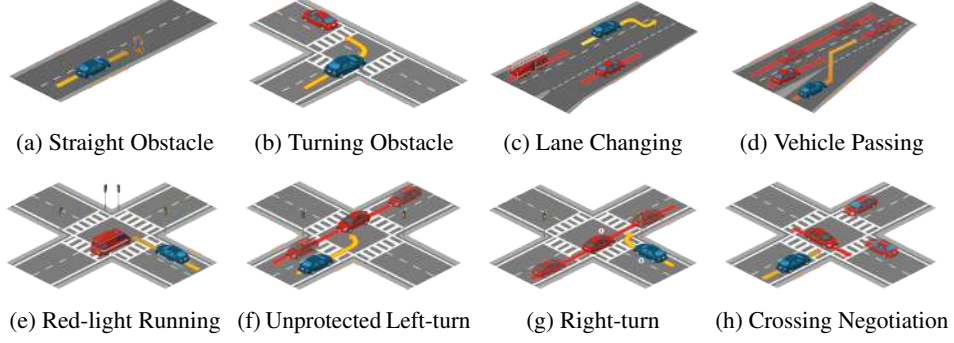 (a) Straight Obstacle
(b) Turning Obstacle
(c) Lane Changing
(d) Vehicle Passing
(e) Red-light Running
(f) Unprotected Left-turn
(g) Right-turn
(h) Crossing Negotiation